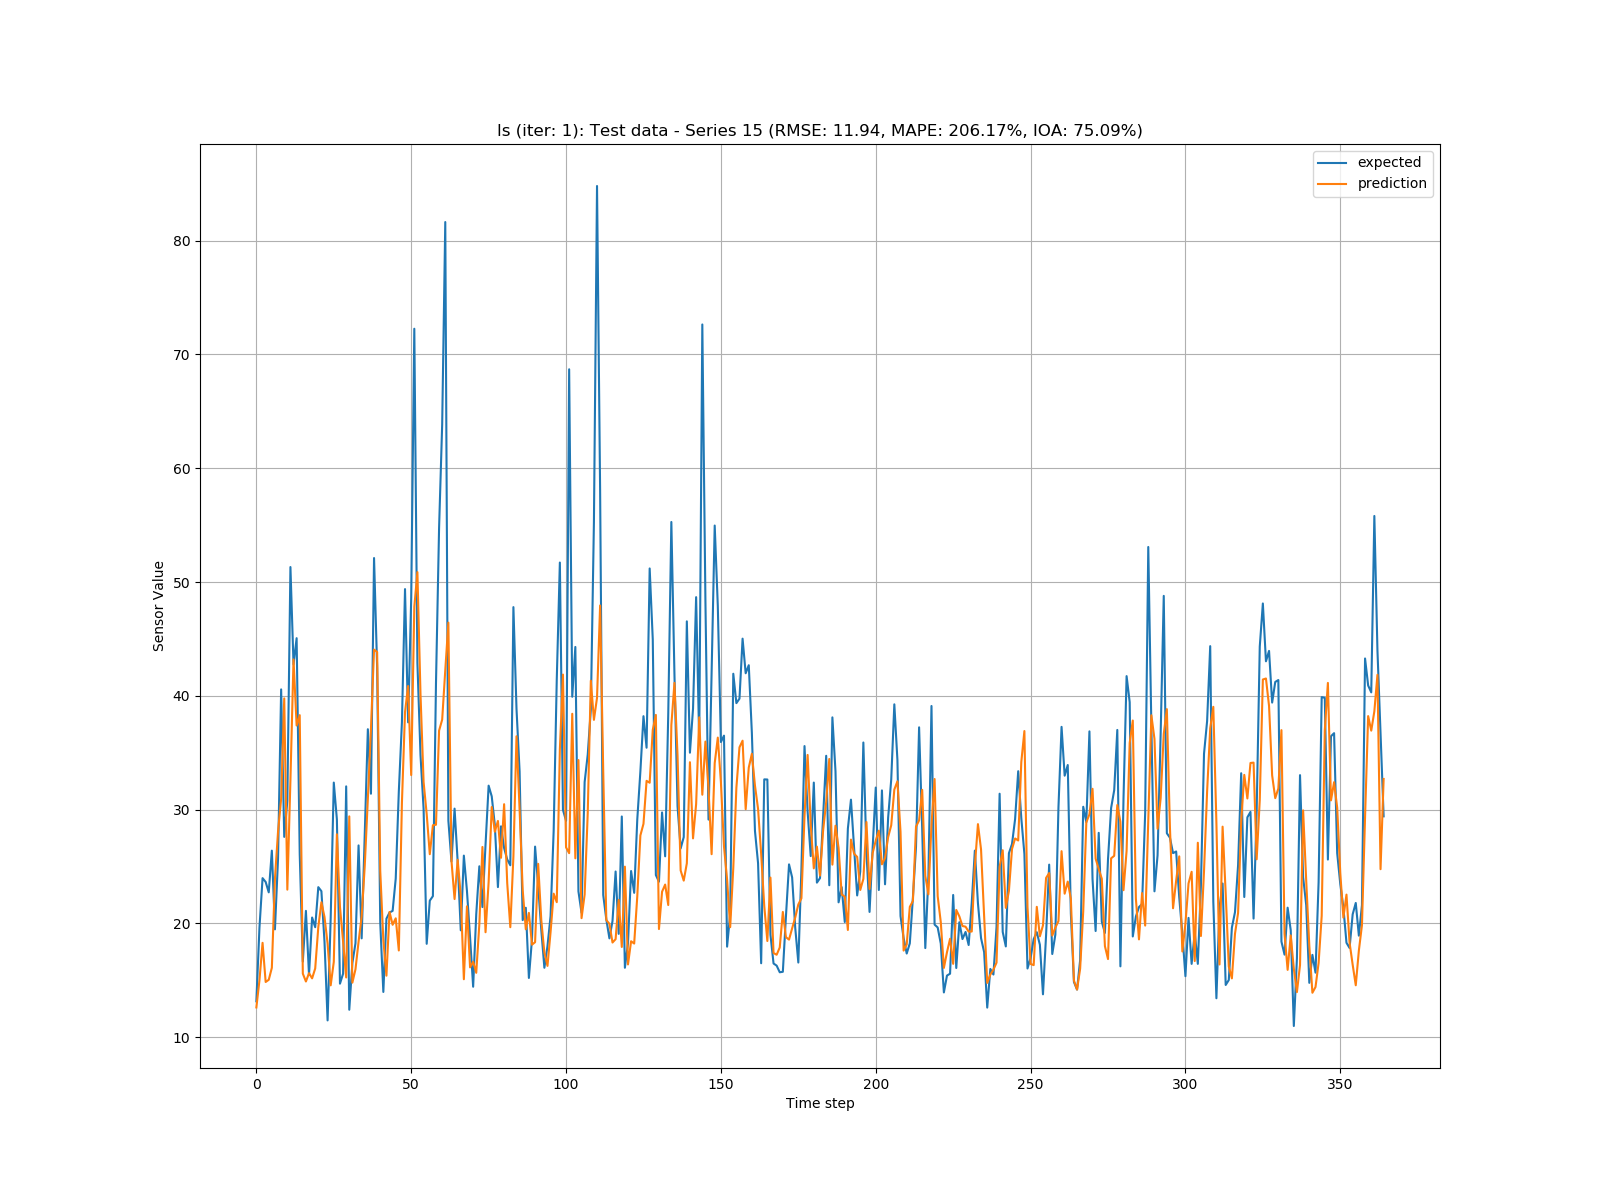 ls (iter: 1): Test data - Series 15 (RMSE: 11.94, MAPE: 206.17%, IOA: 75.09%)
expected
prediction
80
70
60
50
40
30
20
10
Sensor Value
0 50 100 150 200 250 300 350
Time step